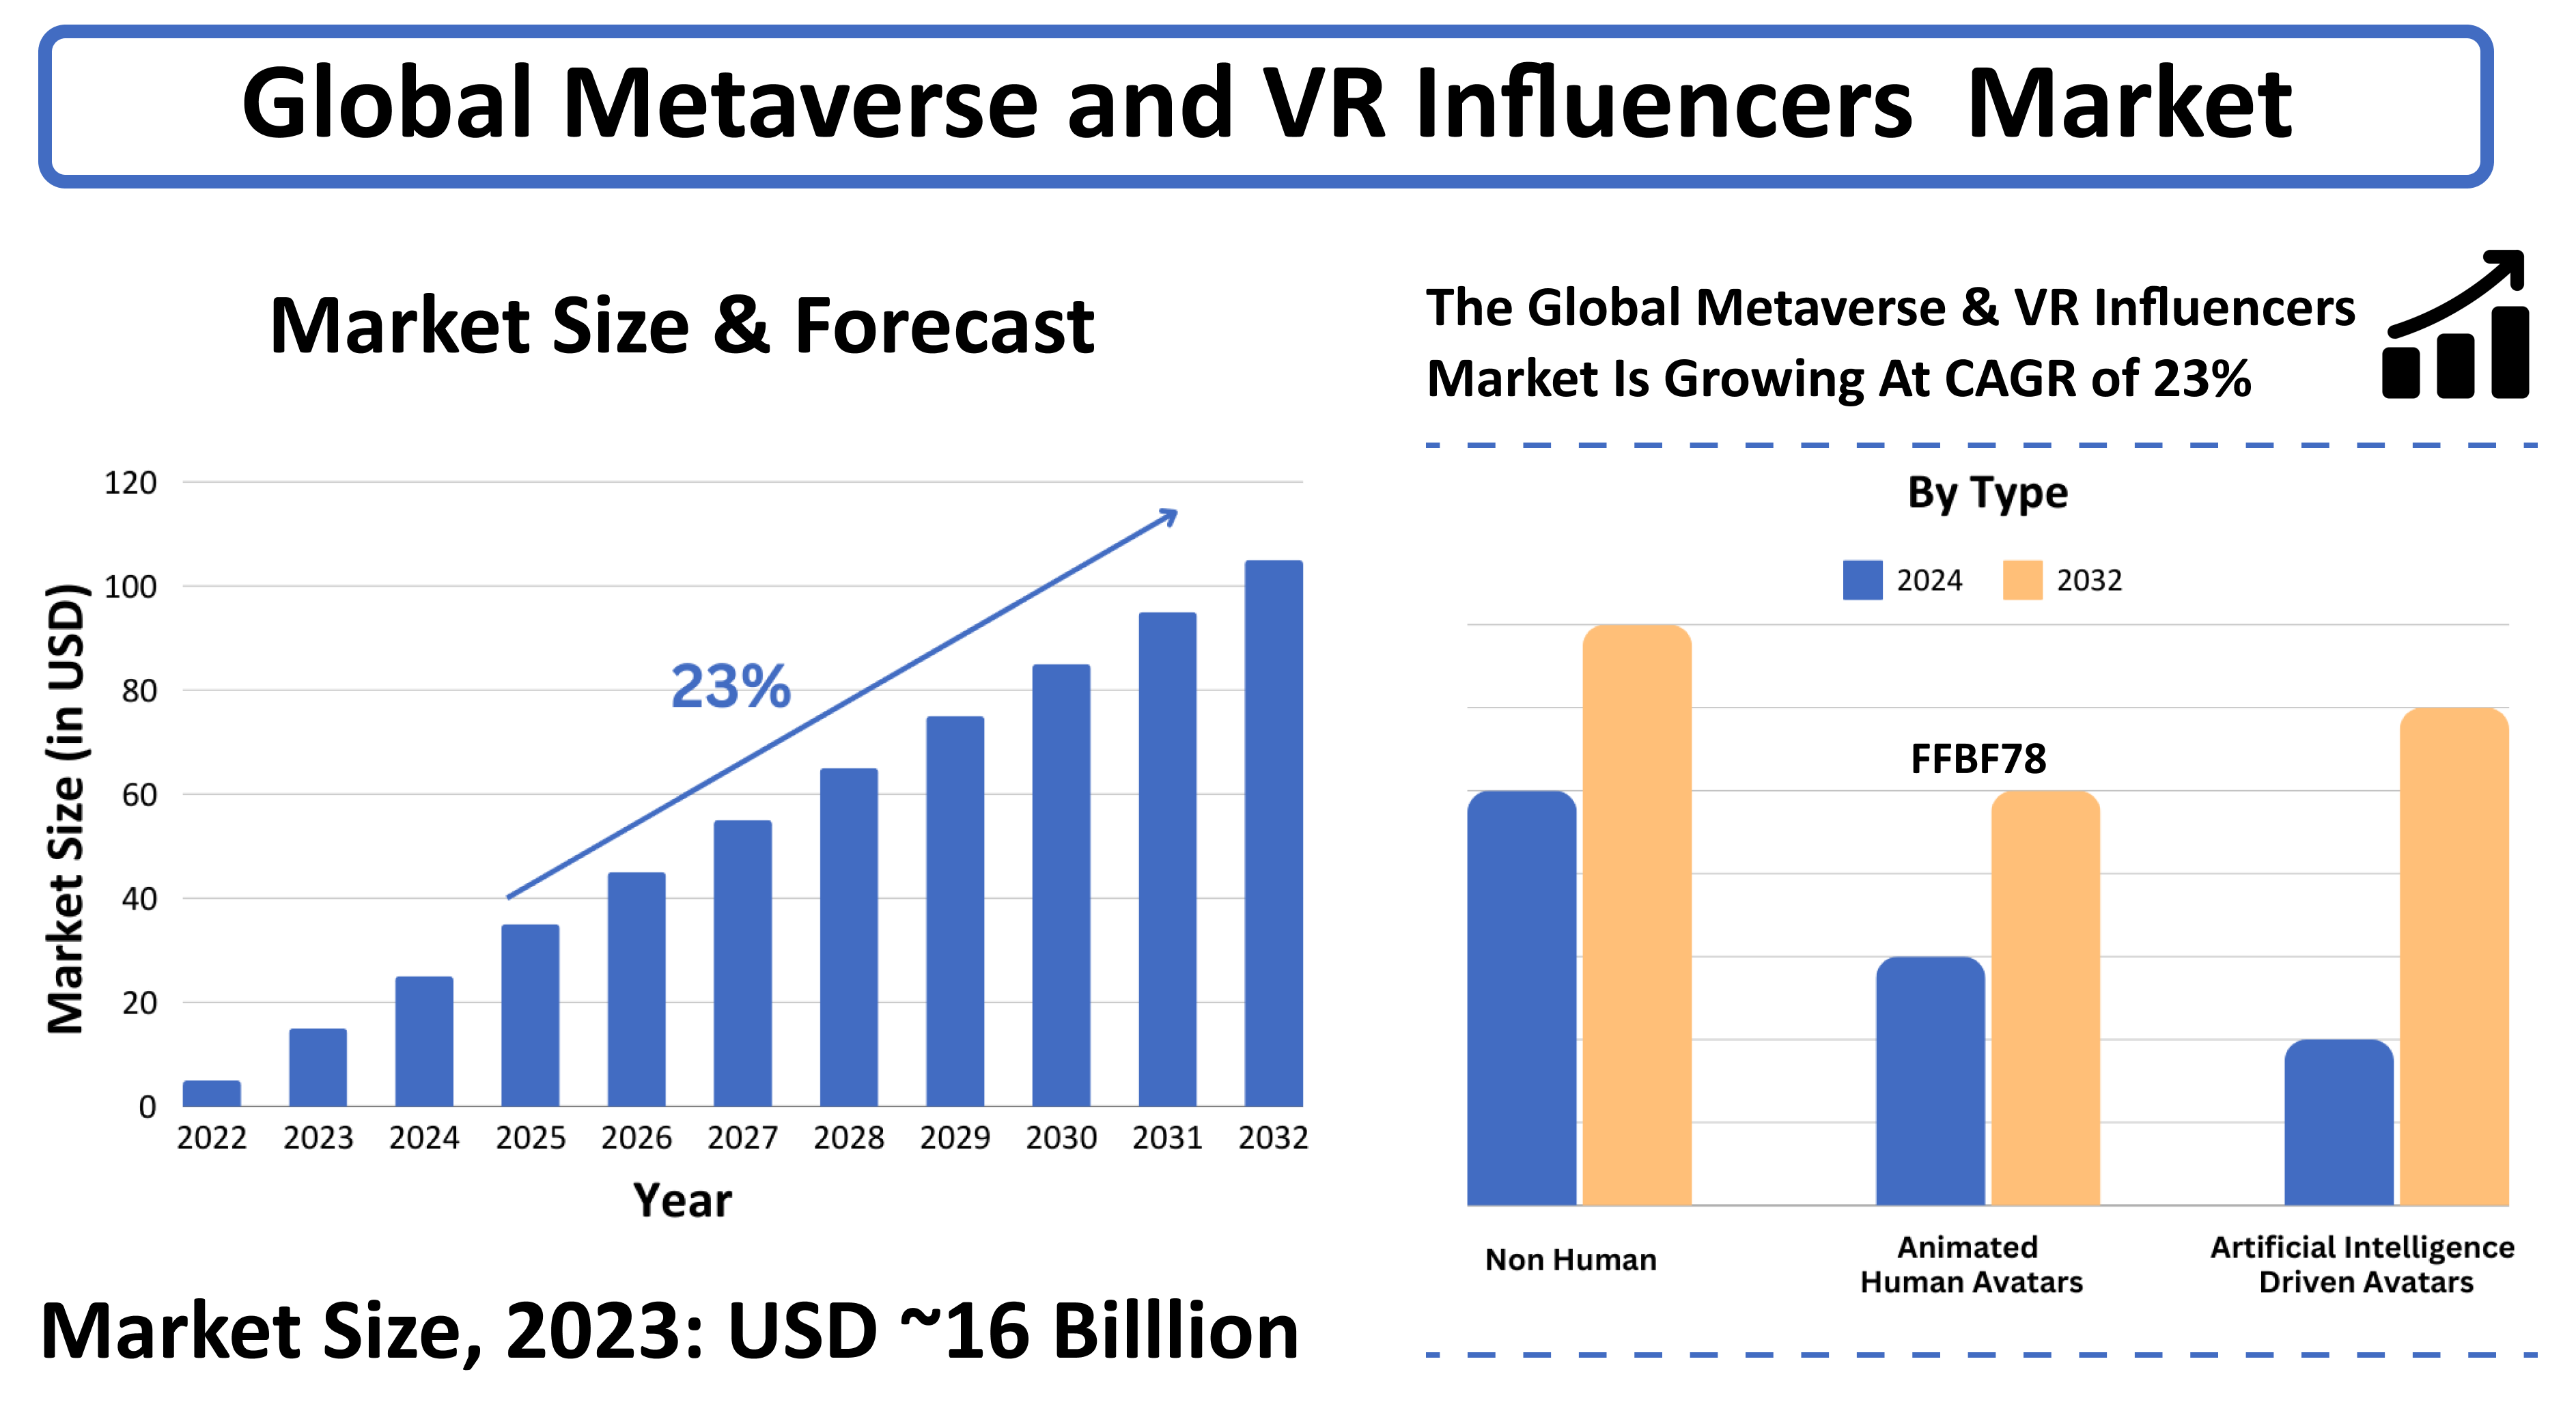 Global Metaverse and VR Influencers  Market
Market Size & Forecast
120
100
80
60
40
20
0
Market Size (in USD)
23%
2022 2023 2024 2025 2026 2027 2028 2029 2030 2031 2032
Year
Market Size, 2023: USD ~16 Billlion
The Global Metaverse & VR Influencers
Market Is Growing At CAGR of 23%
By Type
2024 2032
FFBF78
Non Human
Animated
Human Avatars
Artificial Intelligence
Driven Avatars